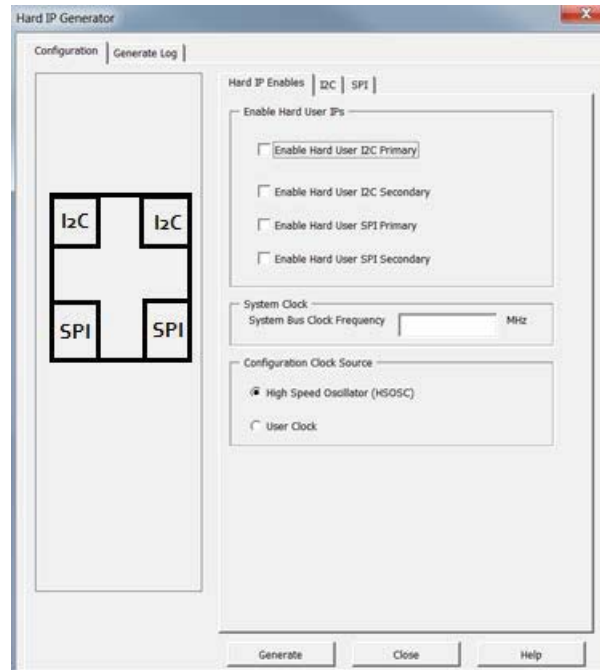 Hard IP Generator
Configuration
Generate Log
Hard IP Enables
I2C
SPI
Enable Hard User IPs
Enable Hard User I2C Primary
Enable Hard User I2C Secondary
Enable Hard User SPI Primary
Enable Hard User SPI Secondary
I2C I2C
SPI SPI
System Clock
System Bus Clock Frequency MHz
Configuration Clock Source
High Speed Oscillator (HSOSC)
User Clock
Generate Close Help